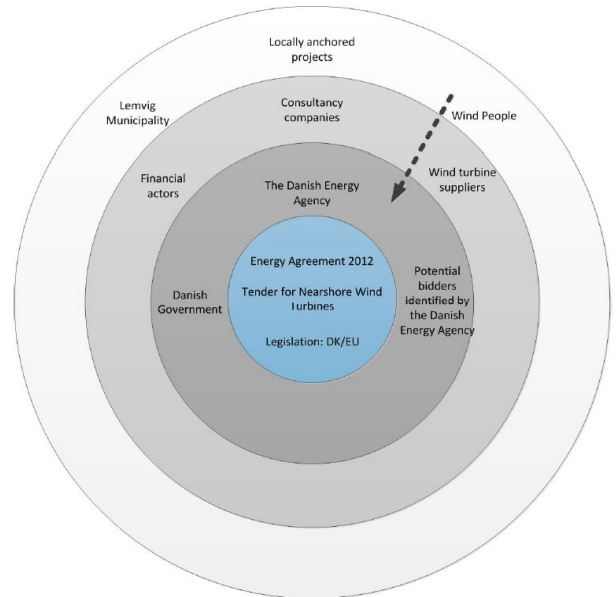 Locally anchored
projects
Lemvig
Municipality
Consultancy
companies
Wind People
Financial
actors
Wind turbine
suppliers
The Danish Energy
Agency
Energy Agreement 2012
Tender for Nearshore Wind
Turbines
Legislation: DK/EU
Danish
Government
Potential
bidders
identified by
the Danish
Energy Agency